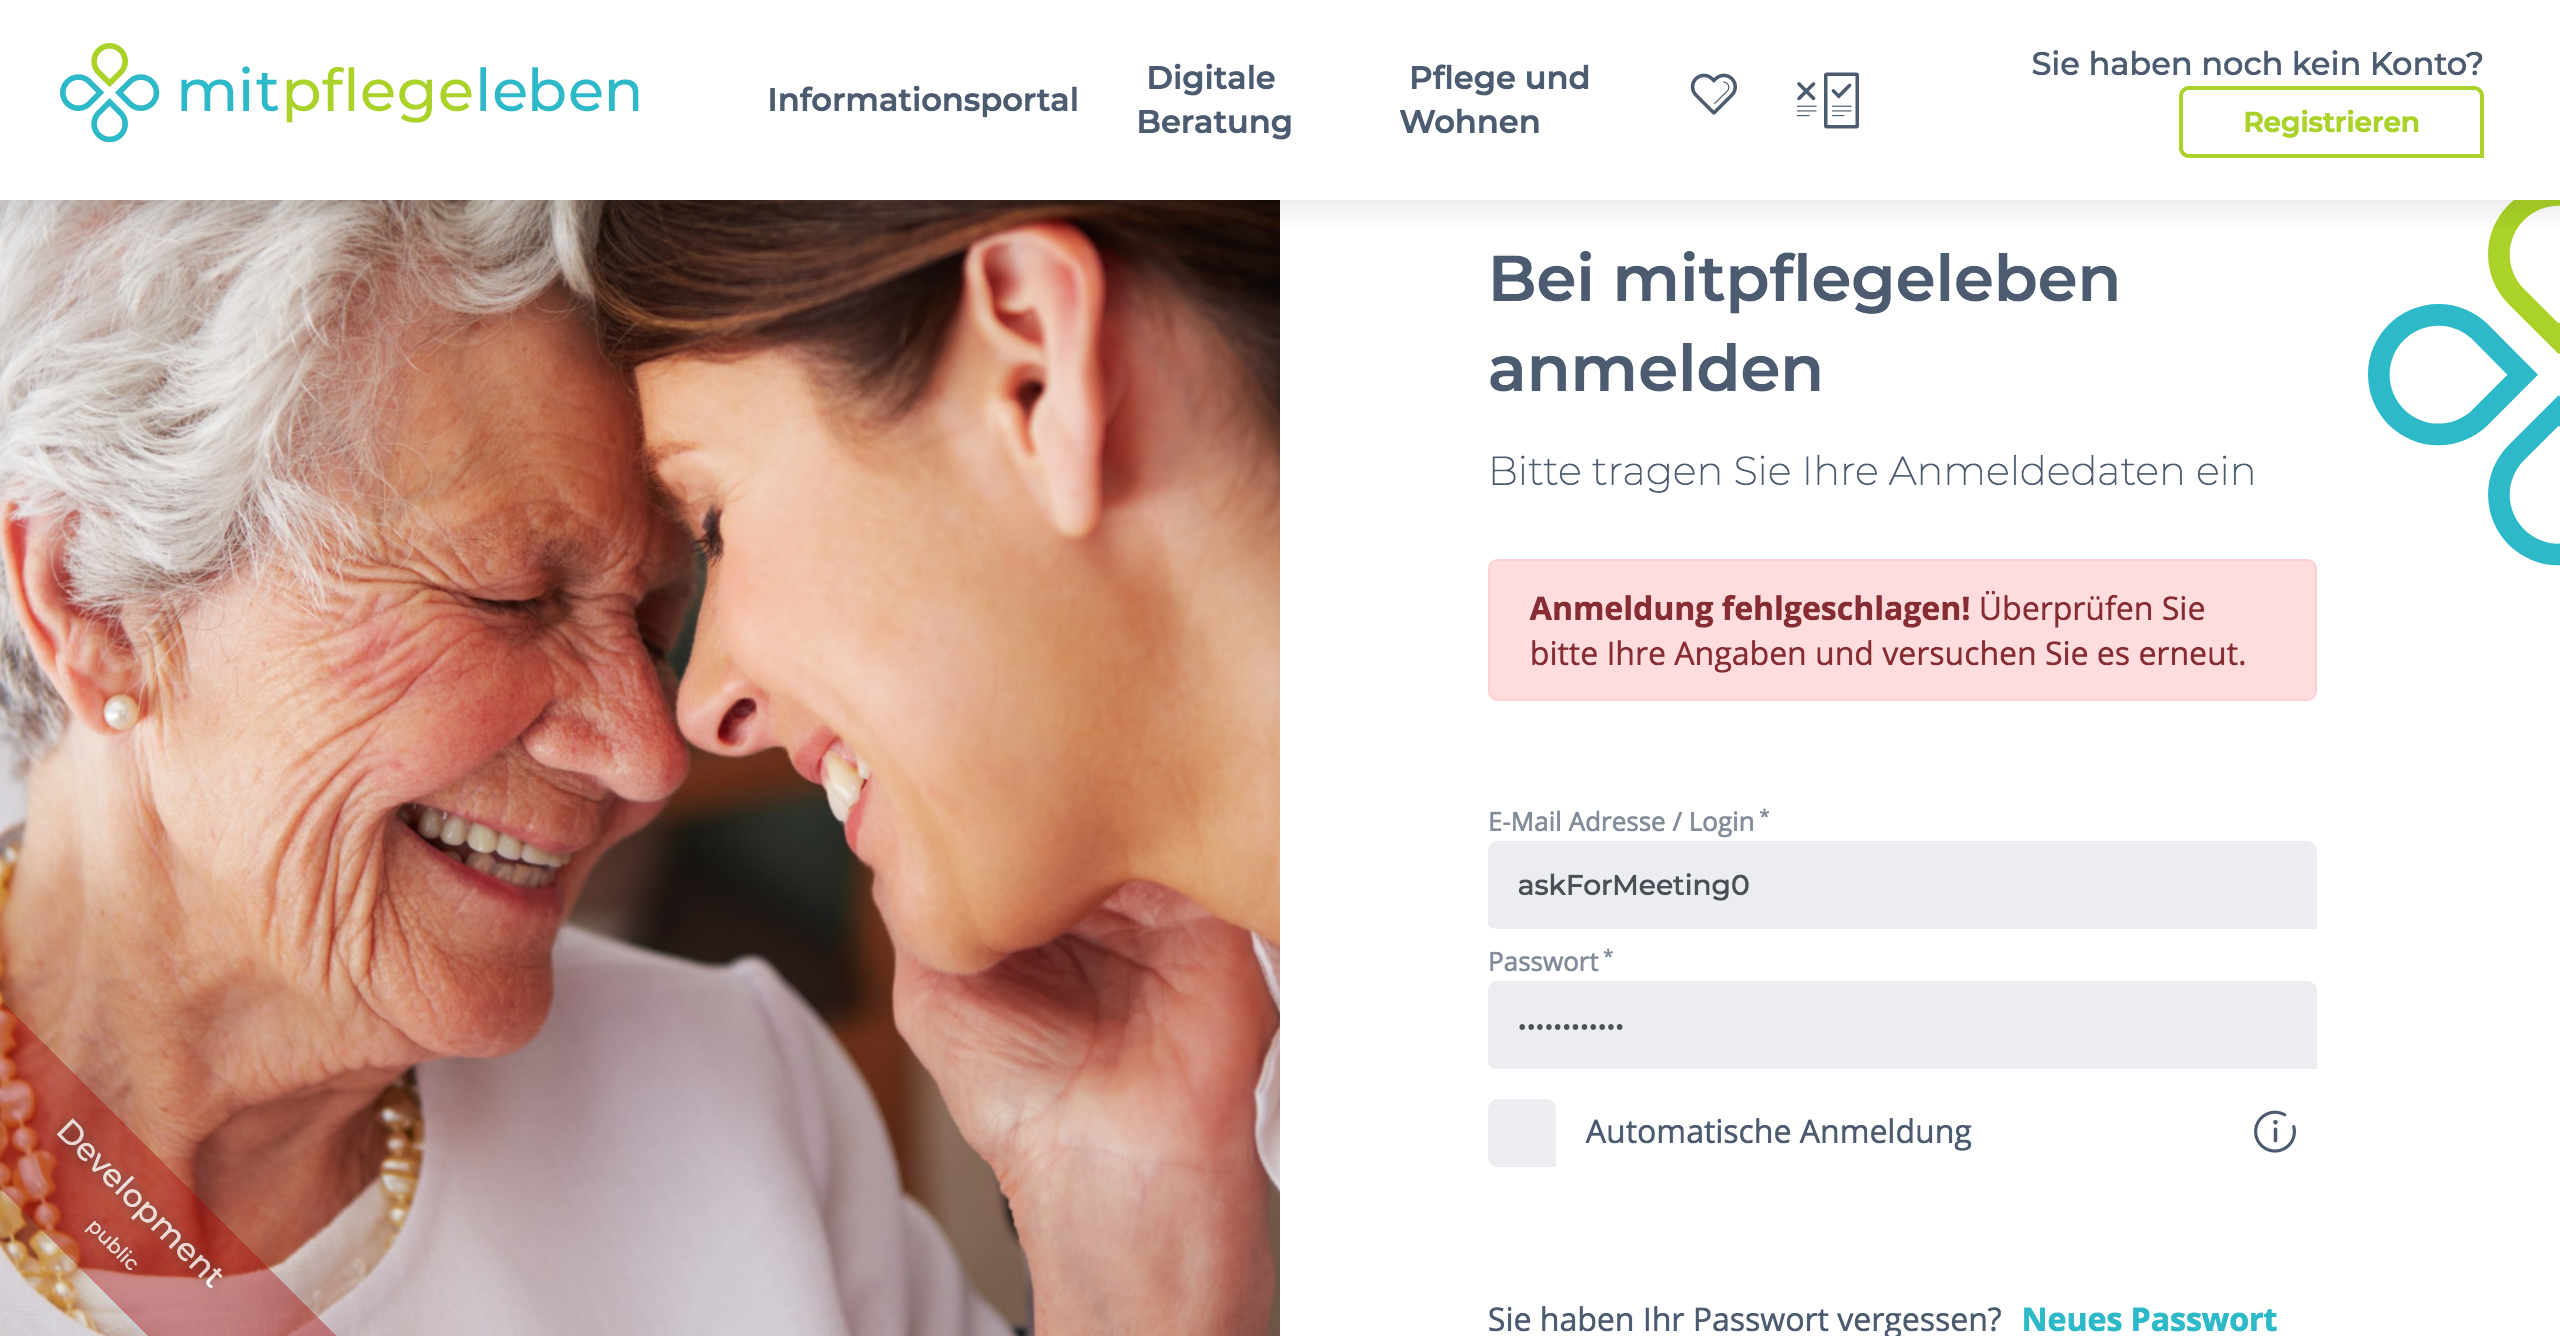 mitpflegeleben
Informationsportal
Digitale
Beratung
Pflege und
Wohnen
Sie haben noch kein Konto?
Registrieren
Bei mitpflegeleben
anmelden
Bitte tragen Sie Ihre Anmeldedaten ein
Anmeldung fehlgeschlagen! Überprüfen Sie
bitte Ihre Angaben und versuchen Sie es erneut.
E-Mail Adresse / Login *
askForMeeting0
Passwort *
••••••••••••
Automatische Anmeldung
Sie haben Ihr Passwort vergessen? Neues Passwort
Development
public